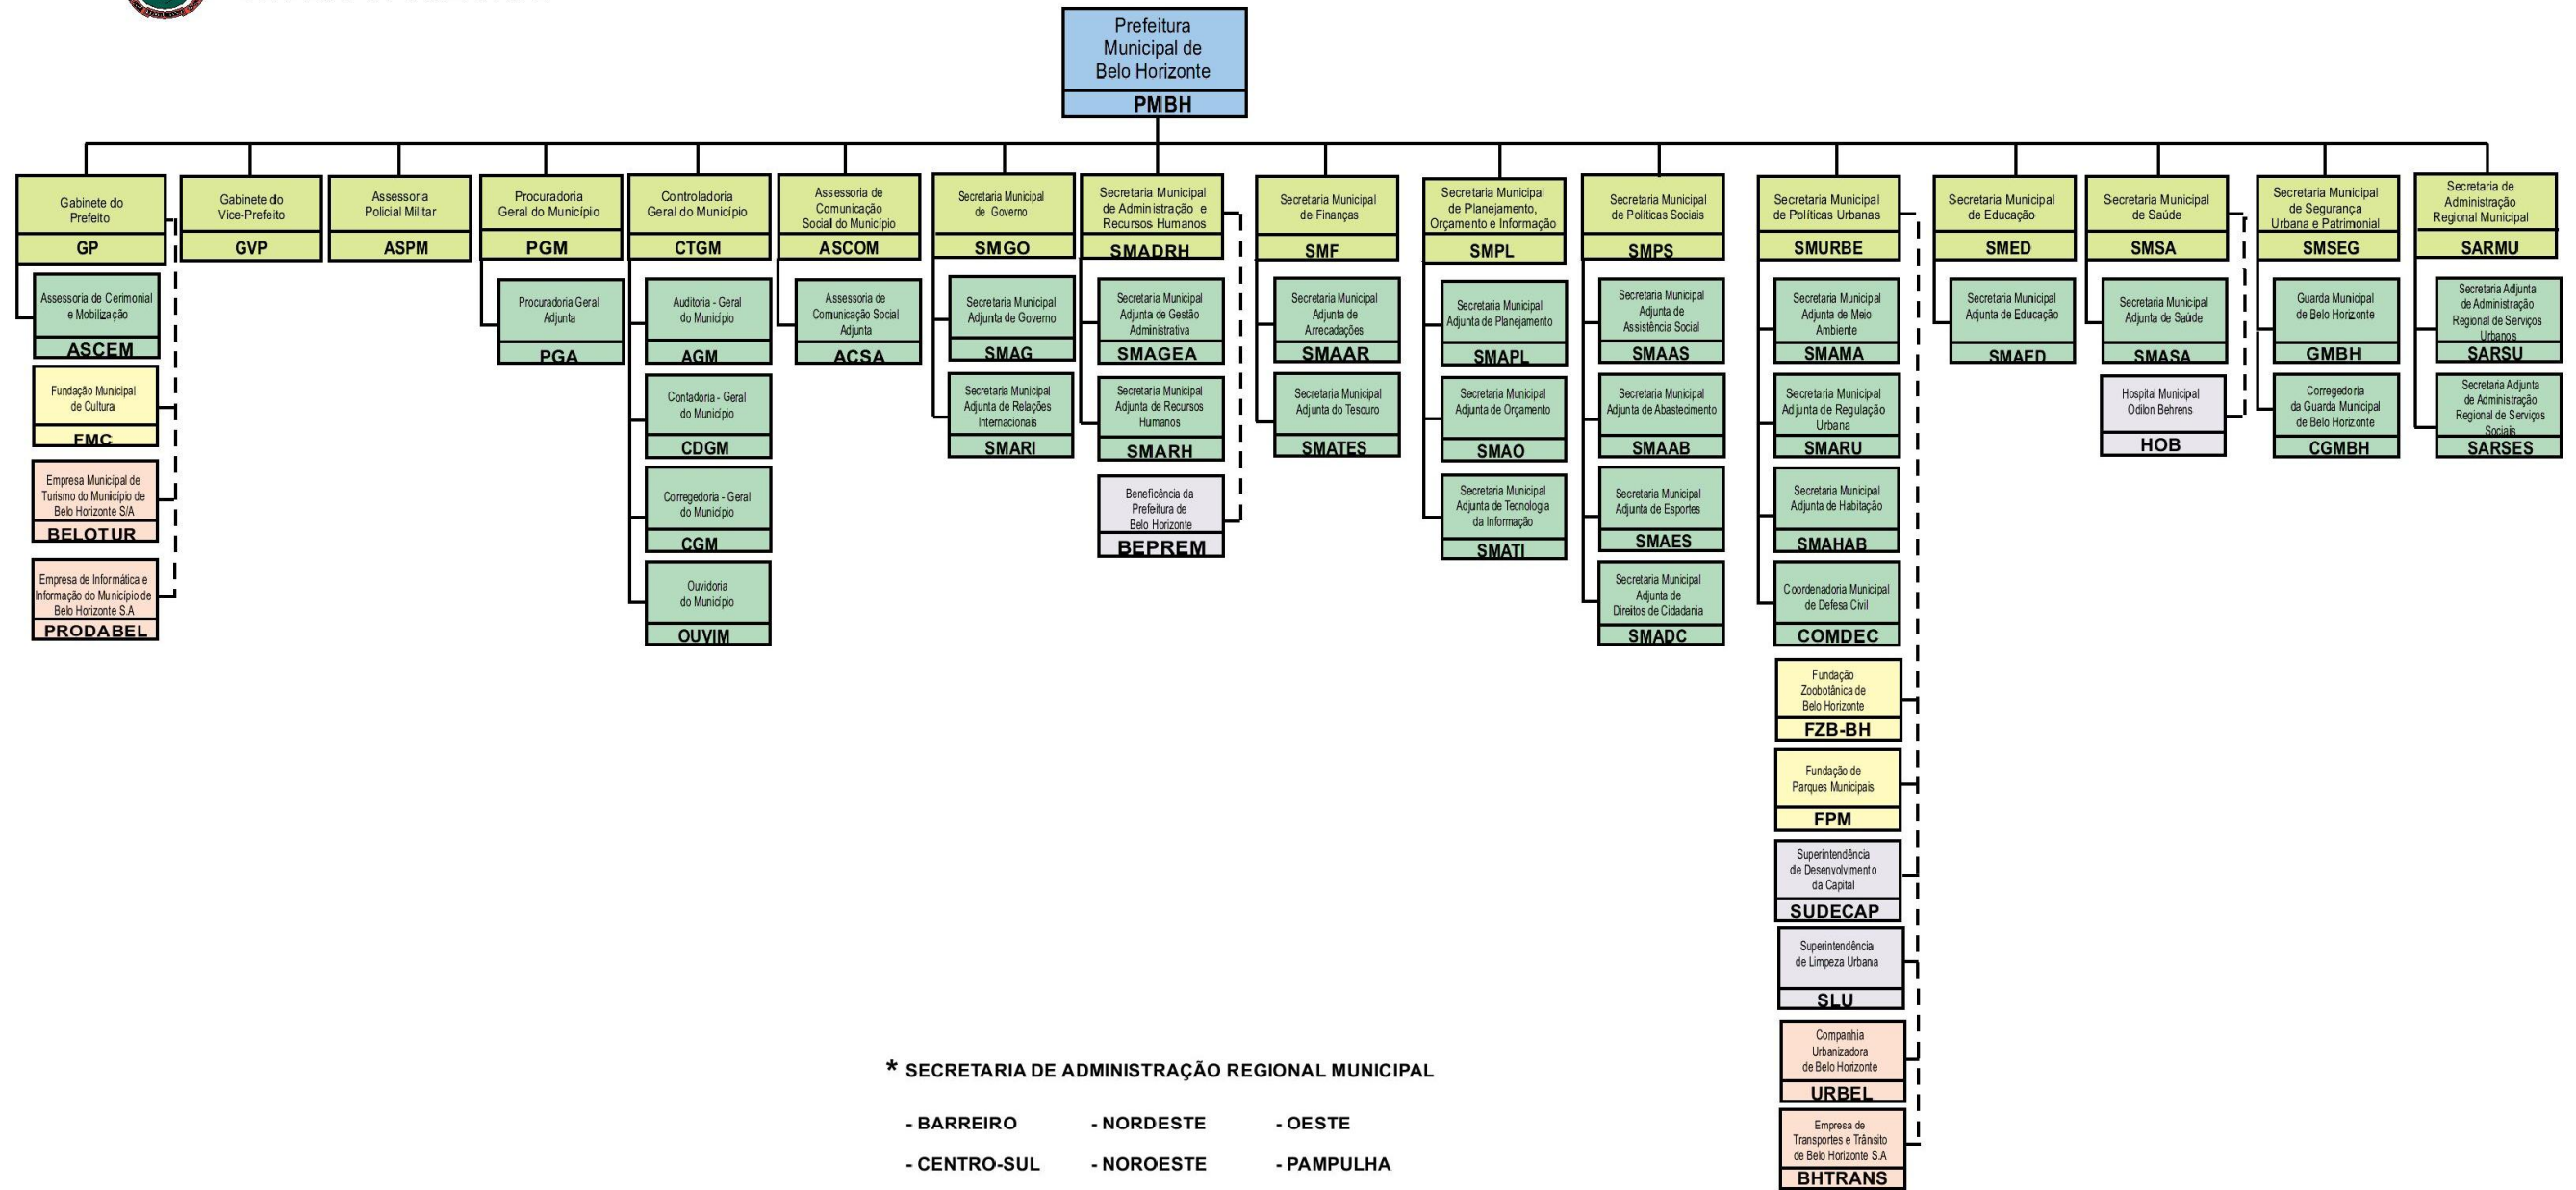 Prefeitura
Municipal de
Belo Horizonte
PMBH
Gabinete do
Prefeito
GP
Assessoria de Cerimonial
e Mobilização
ASCEM
Fundação Municipal
de Cultura
FMC
Empresa Municipal de
Turismo do Município de
Belo Horizonte S/A
BELOTUR
Empresa de Informática e
Informação do Município de
Belo Horizonte S.A
PRODABEL
Gabinete do
Vice-Prefeito
GVP
Assessoria
Policial Militar
ASPM
Procuradoria
Geral do Município
PGM
Procuradoria Geral
Adjunta
PGA
Controladoria
Geral do Município
CTGM
Auditoria - Geral
do Município
AGM
Contadoria - Geral
do Município
CDGM
Corregedoria - Geral
do Município
CGM
Ouvidoria
do Município
OUVIM
Assessoria de
Comunicação
Social do Município
ASCOM
Assessoria de
Comunicação Social
Adjunta
ACSA
Secretaria Municipal
de Governo
SMGO
Secretaria Municipal
Adjunta de Governo
SMAG
Secretaria Municipal
Adjunta de Relações
Internacionais
SMARI
Secretaria Municipal
de Administração e
Recursos Humanos
SMADRH
Secretaria Municipal
Adjunta de Gestão
Administrativa
SMAGEA
Secretaria Municipal
Adjunta de Recursos
Humanos
SMARH
Beneficência da
Prefeitura de
Belo Horizonte
BEPREM
Secretaria Municipal
de Finanças
SMF
Secretaria Municipal
Adjunta de
Arrecadações
SMAAR
Secretaria Municipal
Adjunta do Tesouro
SMATES
Secretaria Municipal
de Planejamento,
Orçamento e Informação
SMPL
Secretaria Municipal
Adjunta de Planejamento
SMAPL
Secretaria Municipal
Adjunta de Orçamento
SMAO
Secretaria Municipal
Adjunta de Tecnologia
da Informação
SMATI
Secretaria Municipal
de Políticas Sociais
SMPS
Secretaria Municipal
Adjunta de
Assistência Social
SMAAS
Secretaria Municipal
Adjunta de Abastecimento
SMAAB
Secretaria Municipal
Adjunta de Esportes
SMAES
Secretaria Municipal
Adjunta de
Direitos de Cidadania
SMADC
Secretaria Municipal
de Políticas Urbanas
SMURBE
Secretaria Municipal
Adjunta de Meio
Ambiente
SMAMA
Secretaria Municipal
Adjunta de Regulação
Urbana
SMARU
Secretaria Municipal
Adjunta de Habitação
SMAHAB
Coordenadoria Municipal
de Defesa Civil
COMDEC
Fundação
Zoobotânica de
Belo Horizonte
FZB-BH
Fundação de
Parques Municipais
FPM
Superintendência
de Desenvolvimento
da Capital
SUDECAP
Superintendência
de Limpeza Urbana
SLU
Companhia
Urbanizadora
de Belo Horizonte
URBEL
Empresa de
Transportes e Trânsito
de Belo Horizonte S.A
BHTRANS
Secretaria Municipal
de Educação
SMED
Secretaria Municipal
Adjunta de Educação
SMAED
Secretaria Municipal
de Saúde
SMSA
Secretaria Municipal
Adjunta de Saúde
SMASA
Hospital Municipal
Odilon Behrens
HOB
Secretaria Municipal
de Segurança
Urbana e Patrimonial
SMSEG
Guarda Municipal
de Belo Horizonte
GMBH
Corregedoria
da Guarda Municipal
de Belo Horizonte
CGMBH
Secretaria de
Administração
Regional Municipal
SARMU
Secretaria Adjunta
de Administração
Regional de Serviços
Urbanos
SARSU
Secretaria Adjunta
de Administração
Regional de Serviços
Sociais
SARSES
* SECRETARIA DE ADMINISTRAÇÃO REGIONAL MUNICIPAL
- BARREIRO - NORDESTE - OESTE
- CENTRO-SUL - NOROESTE - PAMPULHA